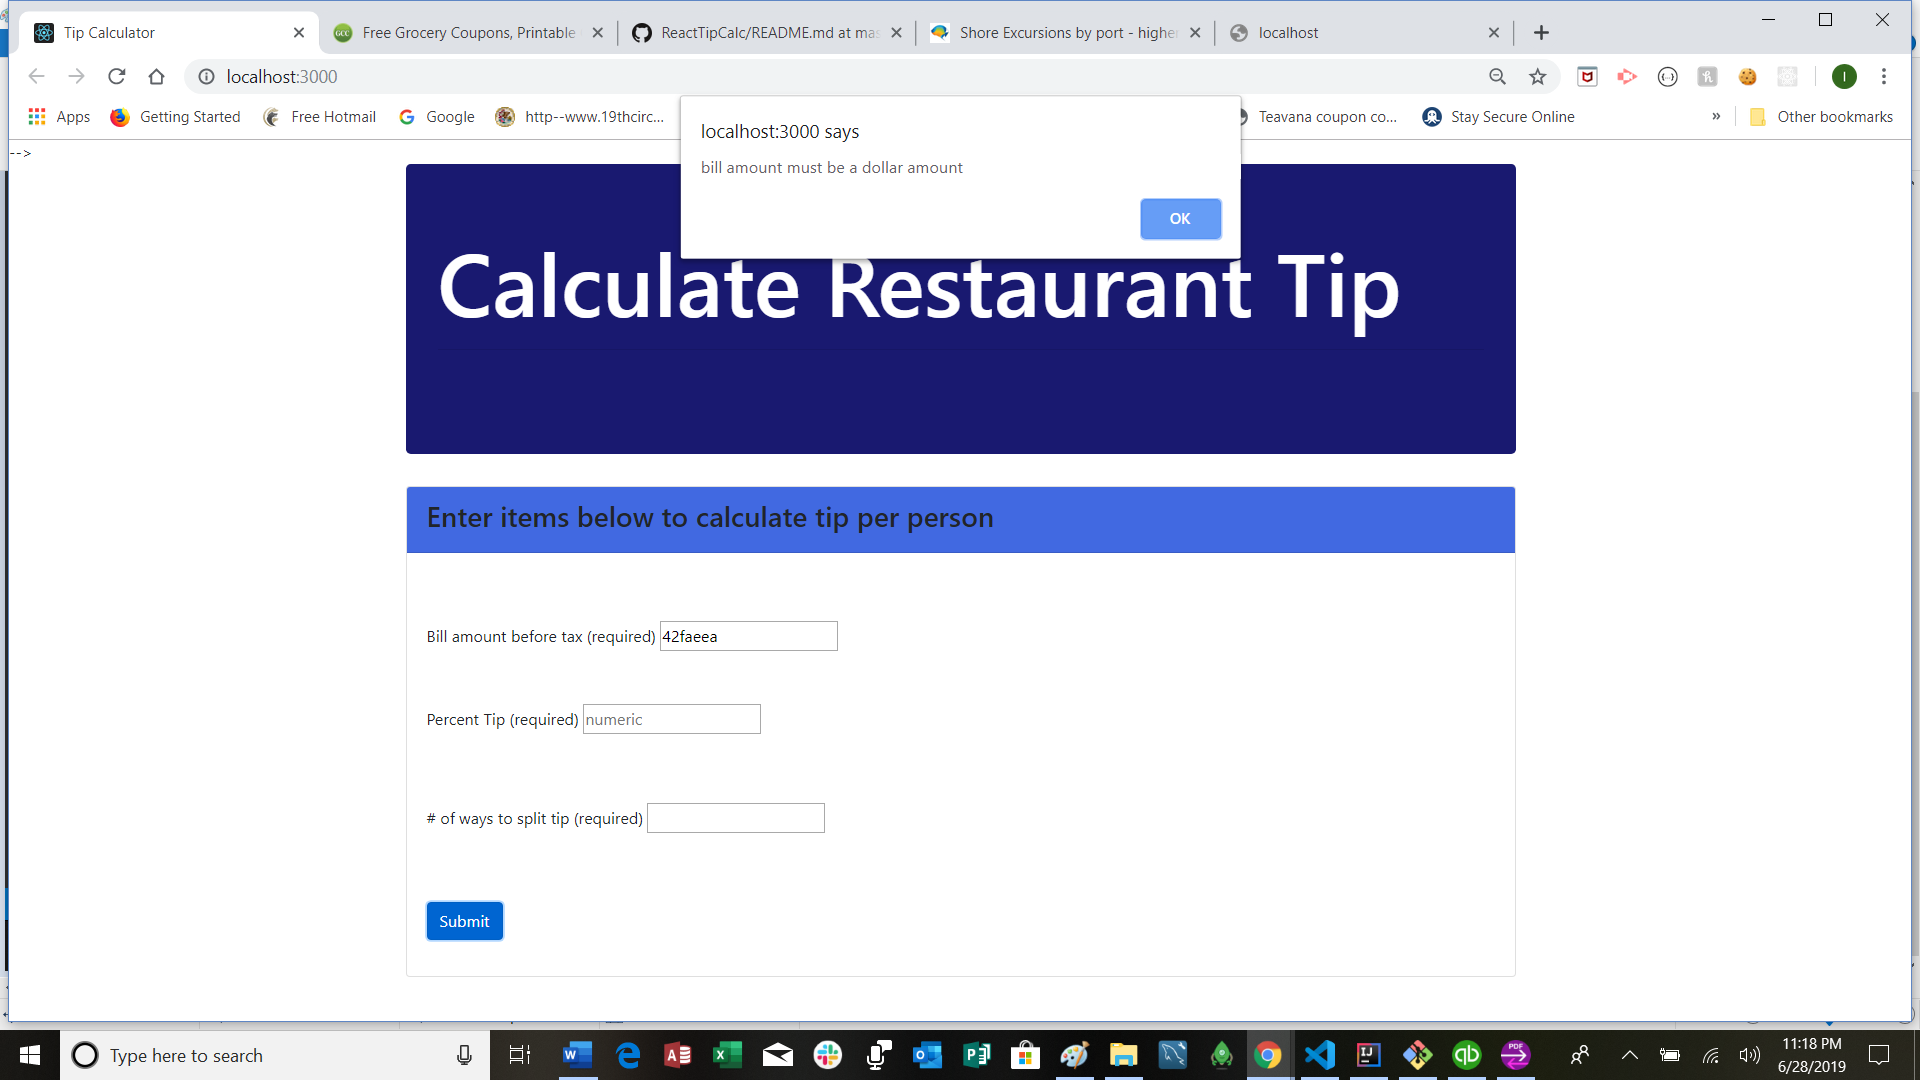 Tip Calculator
Free Grocery Coupons, Printable
ReactTipCalc/README.md at mas
Shore Excursions by port - higher
localhost
localhost:3000
Apps
Getting Started
Free Hotmail
Google
http--www.19thcirc...
Teavana coupon co...
Stay Secure Online
»
Other bookmarks
-->
localhost:3000 says
bill amount must be a dollar amount
OK
Calculate Restaurant Tip
Enter items below to calculate tip per person
Bill amount before tax (required) 42faeea
Percent Tip (required) numeric
# of ways to split tip (required)
Submit
Type here to search
11:18 PM
6/28/2019